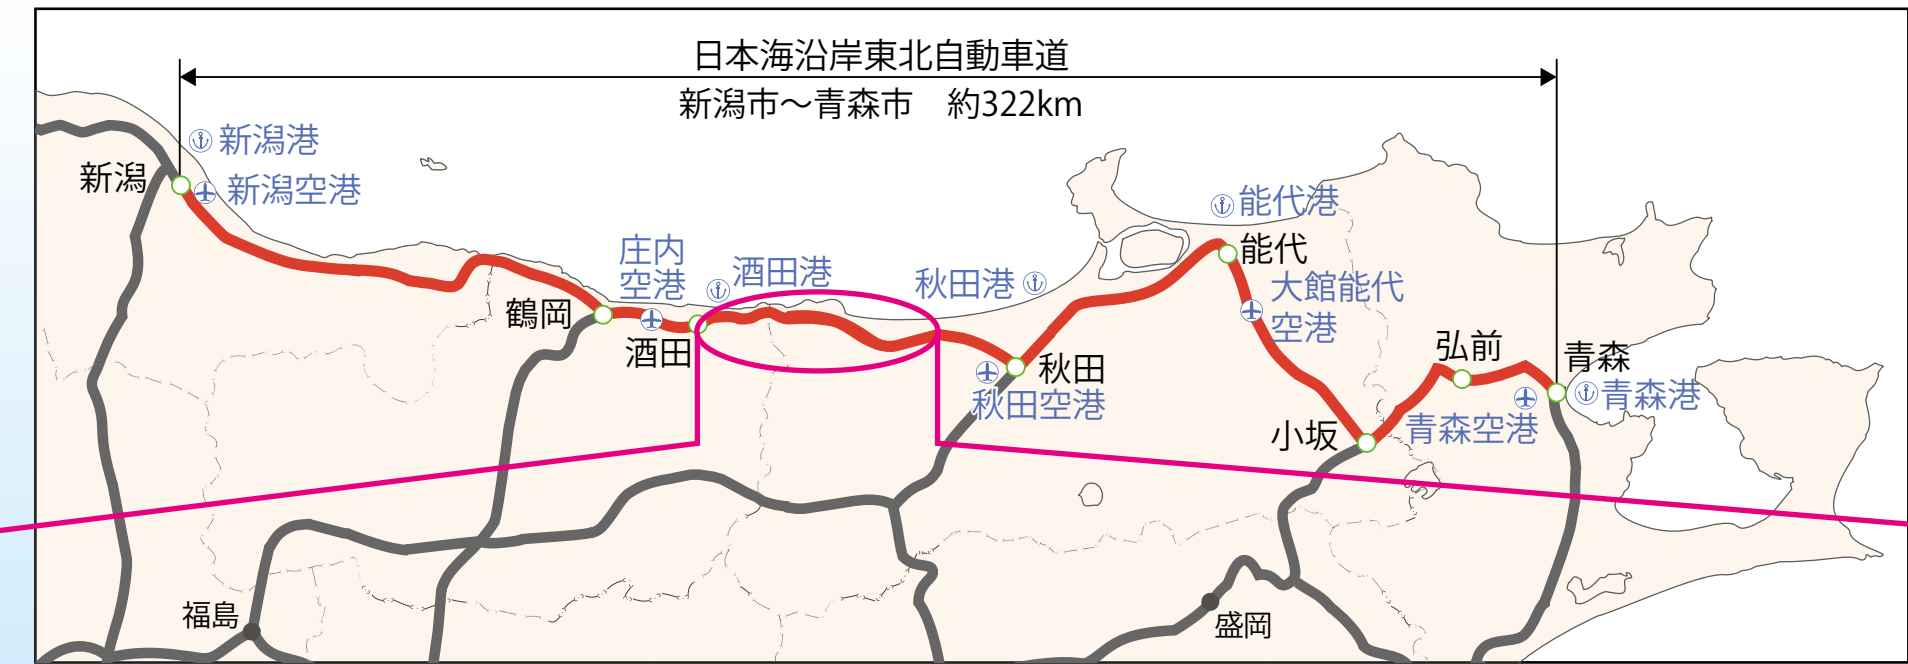 日本海沿岸東北自動車道
新潟市～青森市　約322km
新潟港
新潟
新潟空港
庄内
空港
酒田港
鶴岡
酒田
秋田港
秋田
秋田空港
能代港
能代
大館能代
空港
弘前
青森
青森港
青森空港
小坂
福島
盛岡